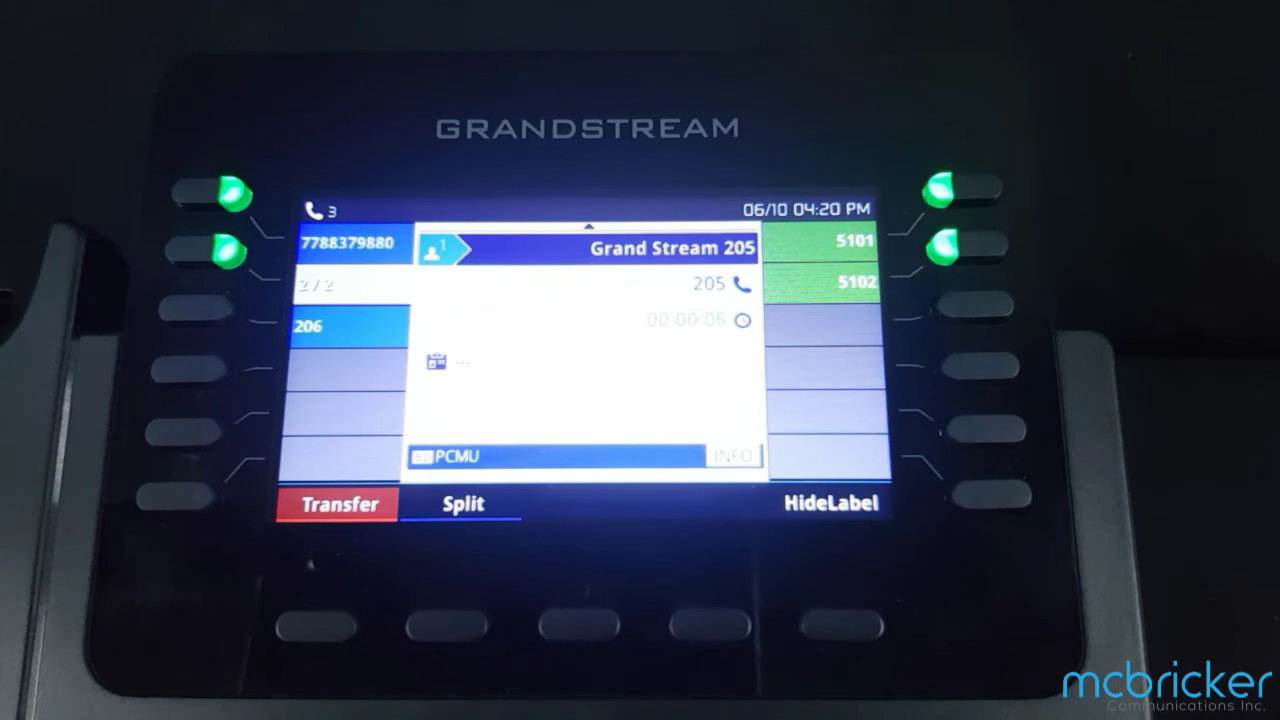 GRANDSTREAM
3
06/10 04:20 PM
7788379880
1
Grand Stream 205
5101
2 / 2
205
5102
206
00:00:06
...
PCMU
INFO
Transfer
Split
HideLabel
mcbricker
Communications Inc.